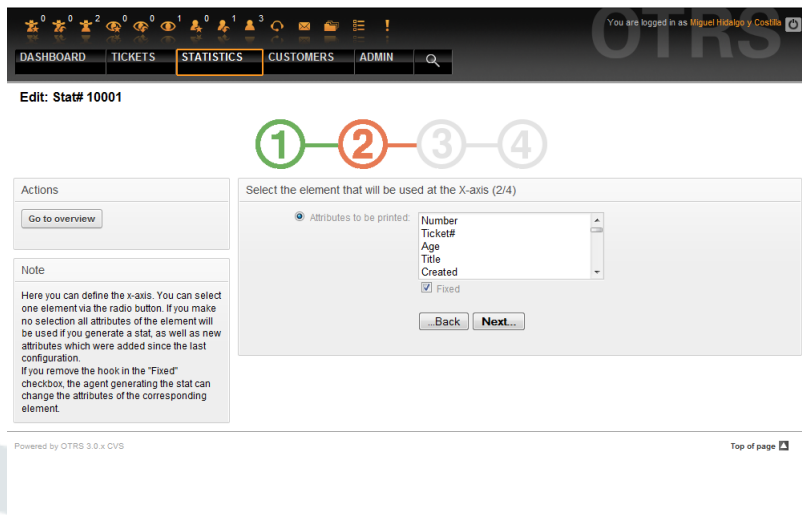 0 0 2 0 0 1 0 1 3
You are logged in as Miguel Hidalgo y Costilla
OTRS
DASHBOARD TICKETS STATISTICS CUSTOMERS ADMIN
Edit: Stat# 10001
1 2 3 4
Actions
Go to overview
Note
Here you can define the x-axis. You can select
one element via the radio button. If you make
no selection all attributes of the element will
be used if you generate a stat, as well as new
attributes which were added since the last
configuration.
If you remove the hook in the "Fixed"
checkbox, the agent generating the stat can
change the attributes of the corresponding
element.
Select the element that will be used at the X-axis (2/4)
Attributes to be printed:
Number
Ticket#
Age
Title
Created
Fixed
...Back Next...
Powered by OTRS 3.0.x CVS
Top of page